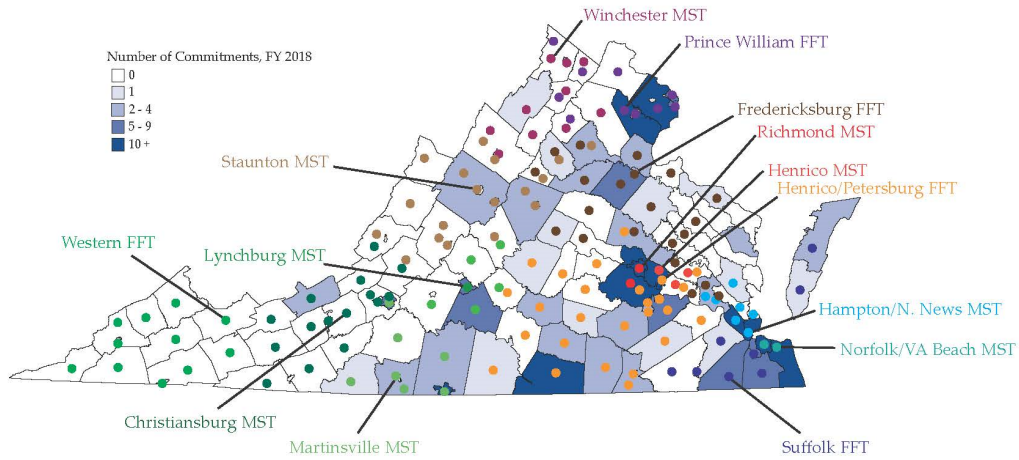 Winchester MST
Prince William FFT
Number of Commitments, FY 2018
0
1
2 - 4
5 - 9
10 +
Fredericksburg FFT
Richmond MST
Staunton MST
Henrico MST
Henrico/Petersburg FFT
Western FFT
Lynchburg MST
Hampton/N. News MST
Norfolk/VA Beach MST
Christiansburg MST
Martinsville MST
Suffolk FFT